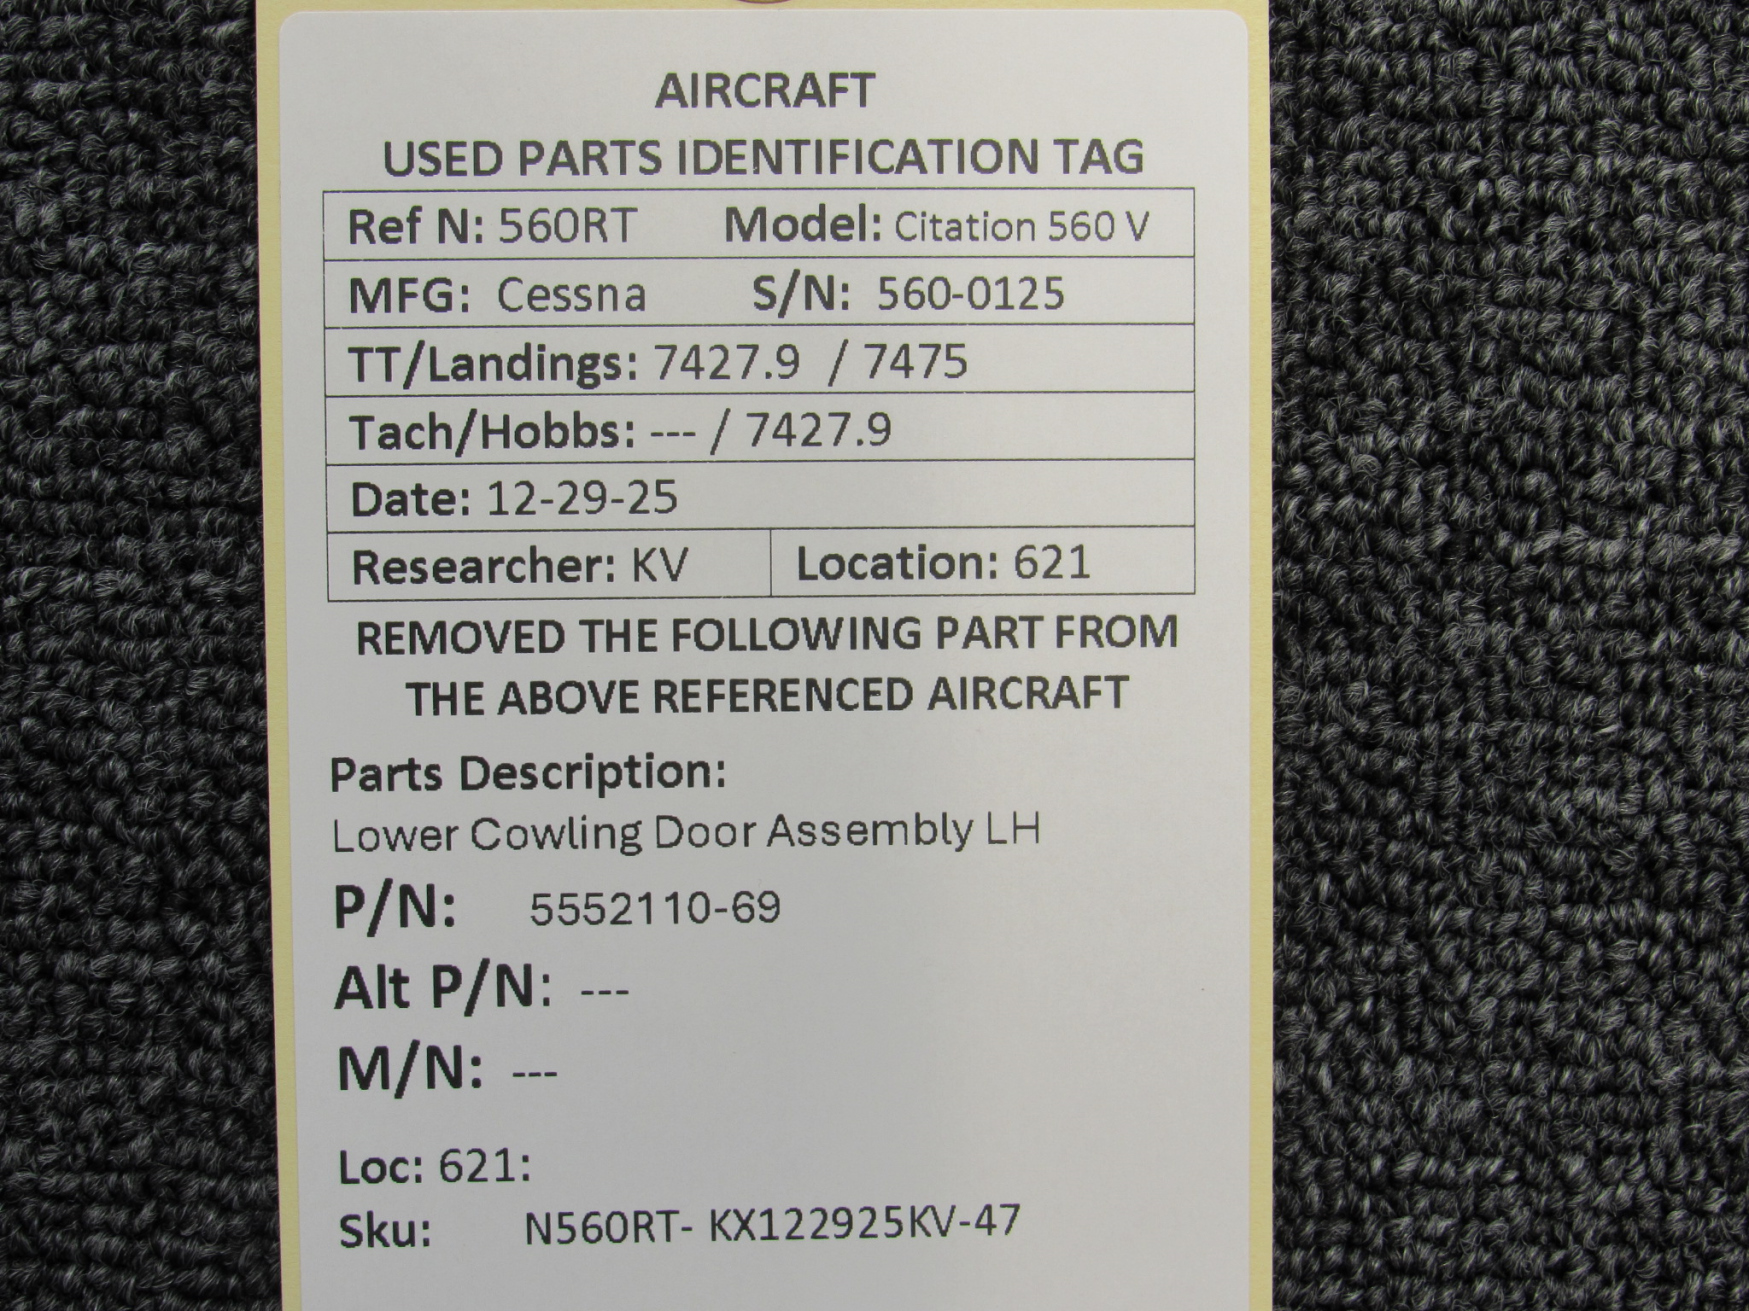 AIRCRAFT
USED PARTS IDENTIFICATION TAG
Ref N: 560RT Model: Citation 560 V
MFG: Cessna S/N: 560-0125
TT/Landings: 7427.9 / 7475
Tach/Hobbs: --- / 7427.9
Date: 12-29-25
Researcher: KV Location: 621
REMOVED THE FOLLOWING PART FROM
THE ABOVE REFERENCED AIRCRAFT
Parts Description:
Lower Cowling Door Assembly LH
P/N: 5552110-69
Alt P/N: ---
M/N: ---
Loc: 621:
Sku: N560RT- KX122925KV-47